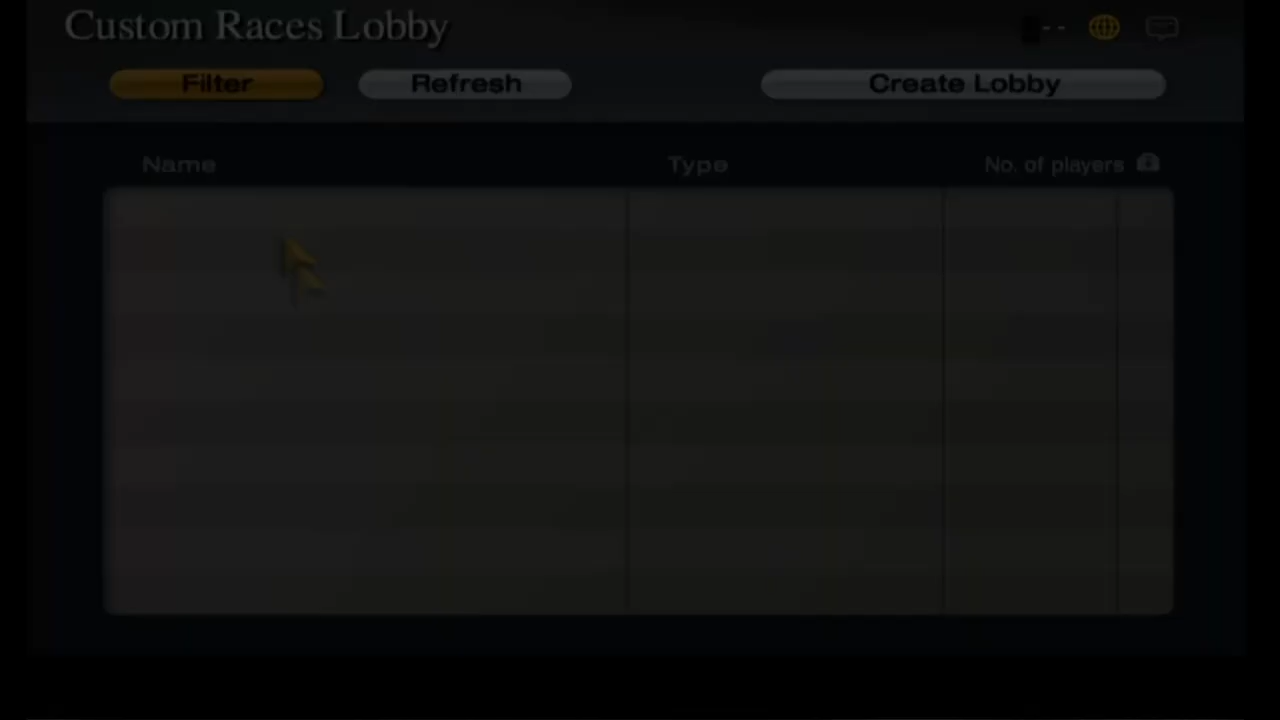 Custom Races Lobby
--
Filter Refresh Create Lobby
Name Type No. of players